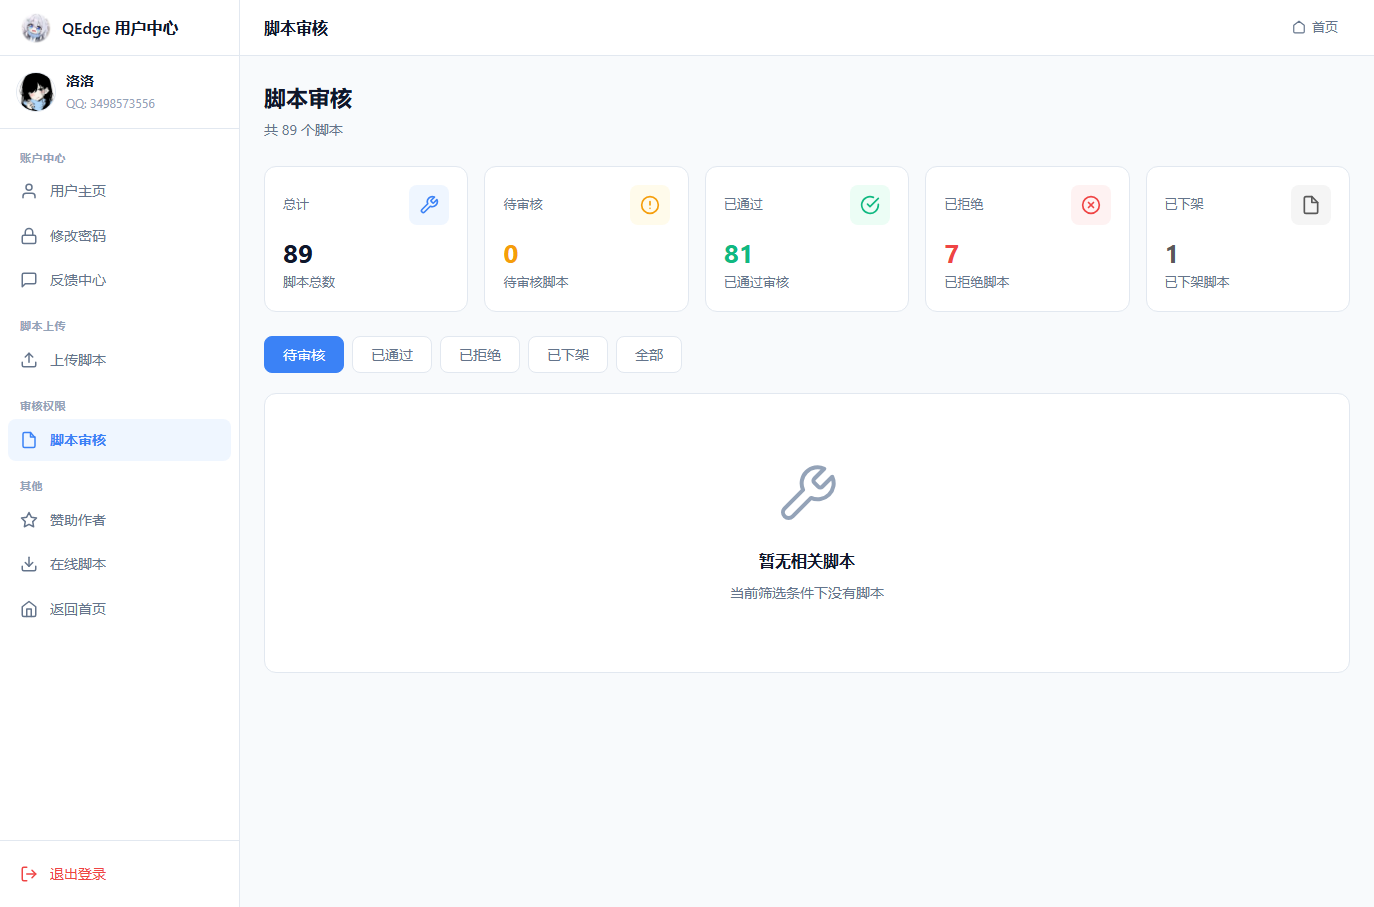 QEdge 用户中心
洛洛
QQ: 3498573556
账户中心
用户主页
修改密码
反馈中心
脚本上传
上传脚本
审核权限
脚本审核
其他
赞助作者
在线脚本
返回首页
退出登录
脚本审核
首页
脚本审核
共 89 个脚本
总计
89
脚本总数
待审核
0
待审核脚本
已通过
81
已通过审核
已拒绝
7
已拒绝脚本
已下架
1
已下架脚本
待审核
已通过
已拒绝
已下架
全部
暂无相关脚本
当前筛选条件下没有脚本